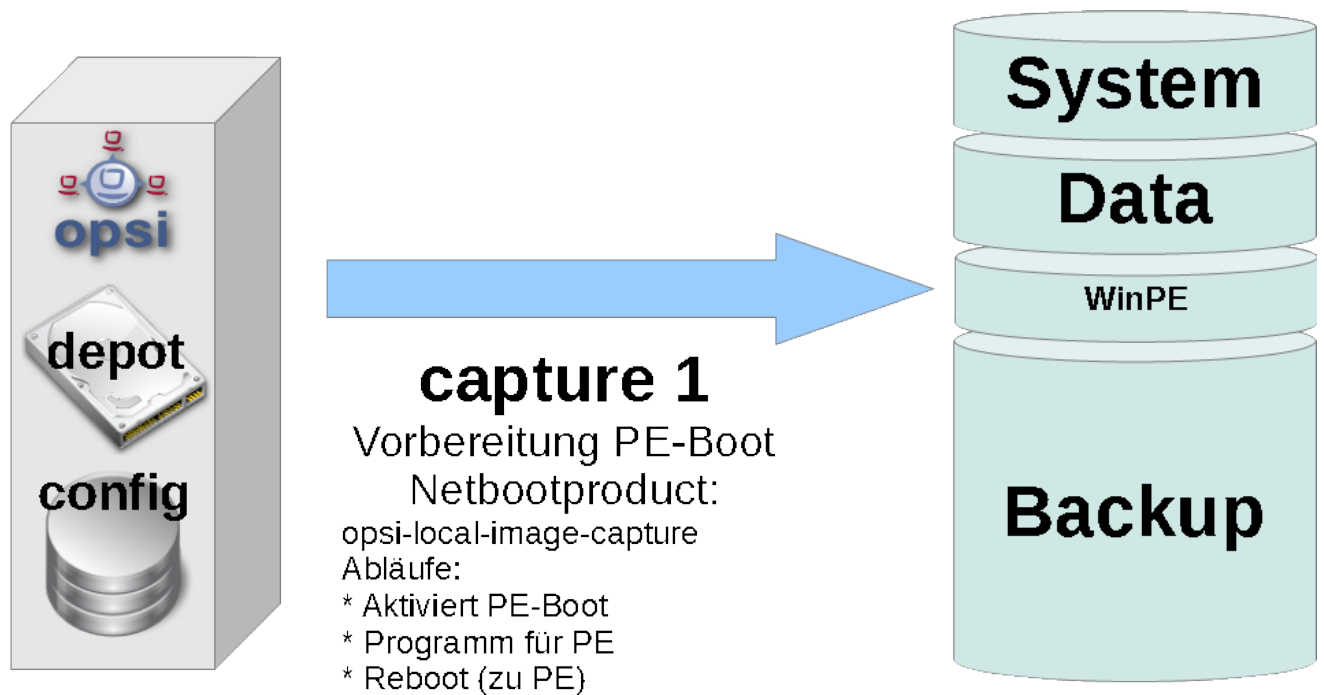 opsi
depot
config
capture 1
Vorbereitung PE-Boot
Netbootproduct:
opsi-local-image-capture
Abläufe:
* Aktiviert PE-Boot
* Programm für PE
* Reboot (zu PE)
System
Data
WinPE
Backup